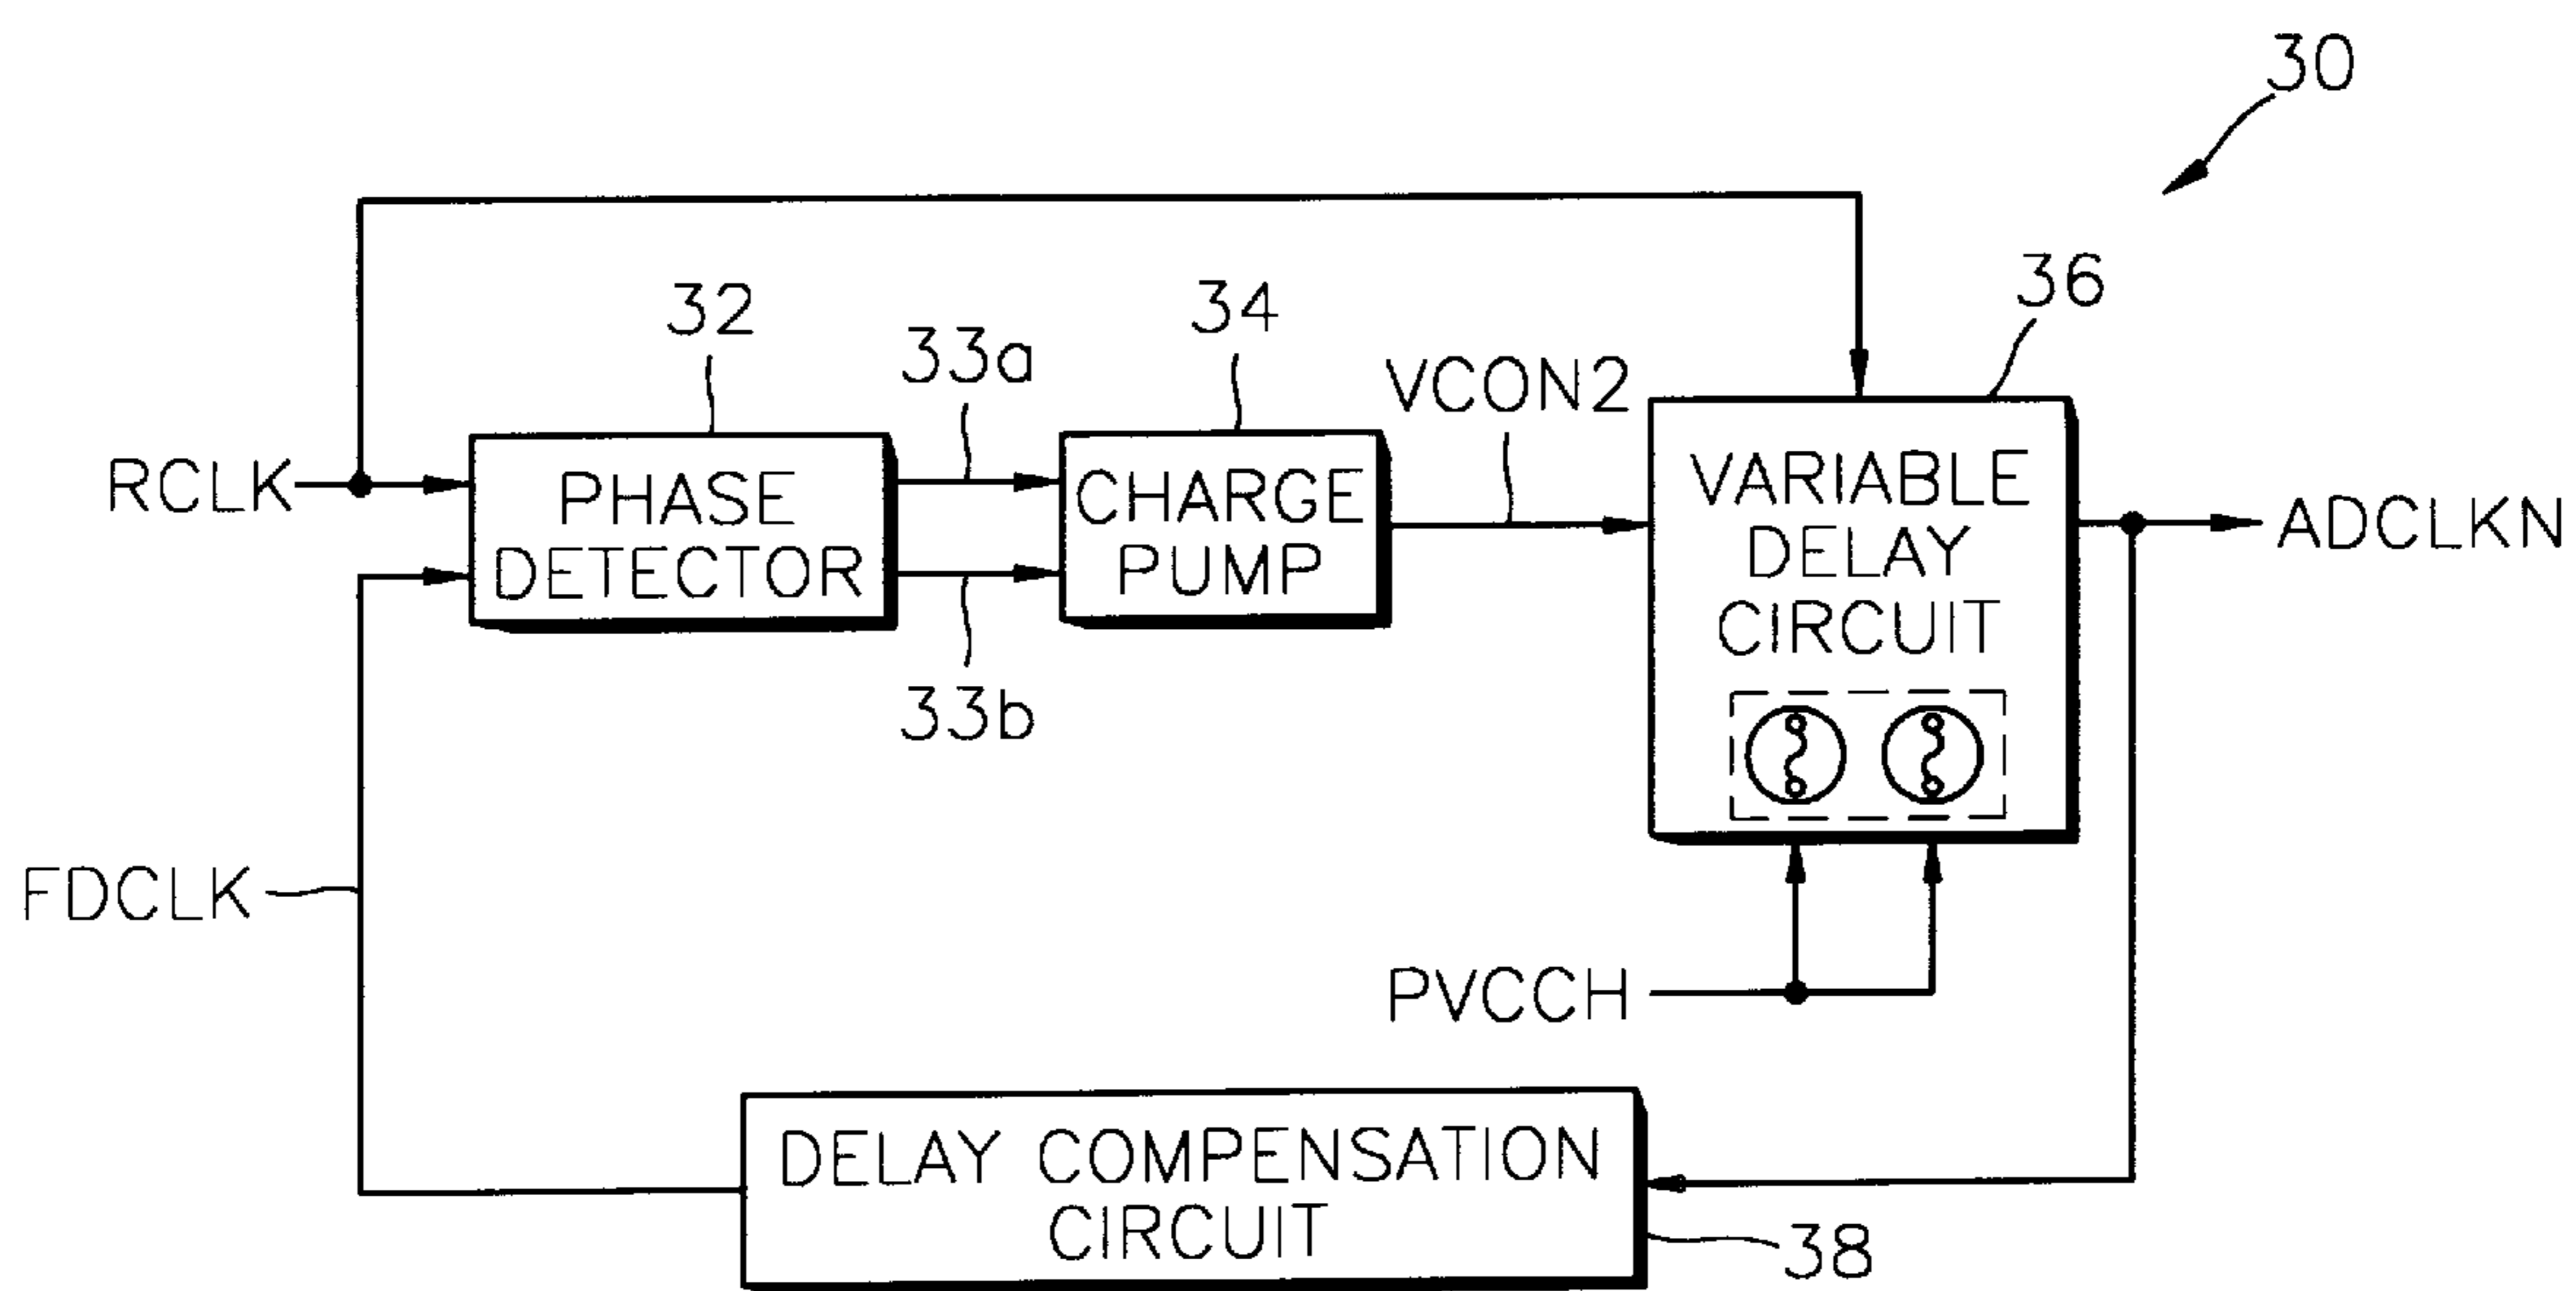 30
36
32
34
33a
VCON2
RCLK
PHASE
DETECTOR
CHARGE
PUMP
VARIABLE
DELAY
CIRCUIT
ADCLKN
33b
FDCLK
PVCCH
DELAY COMPENSATION
CIRCUIT
38